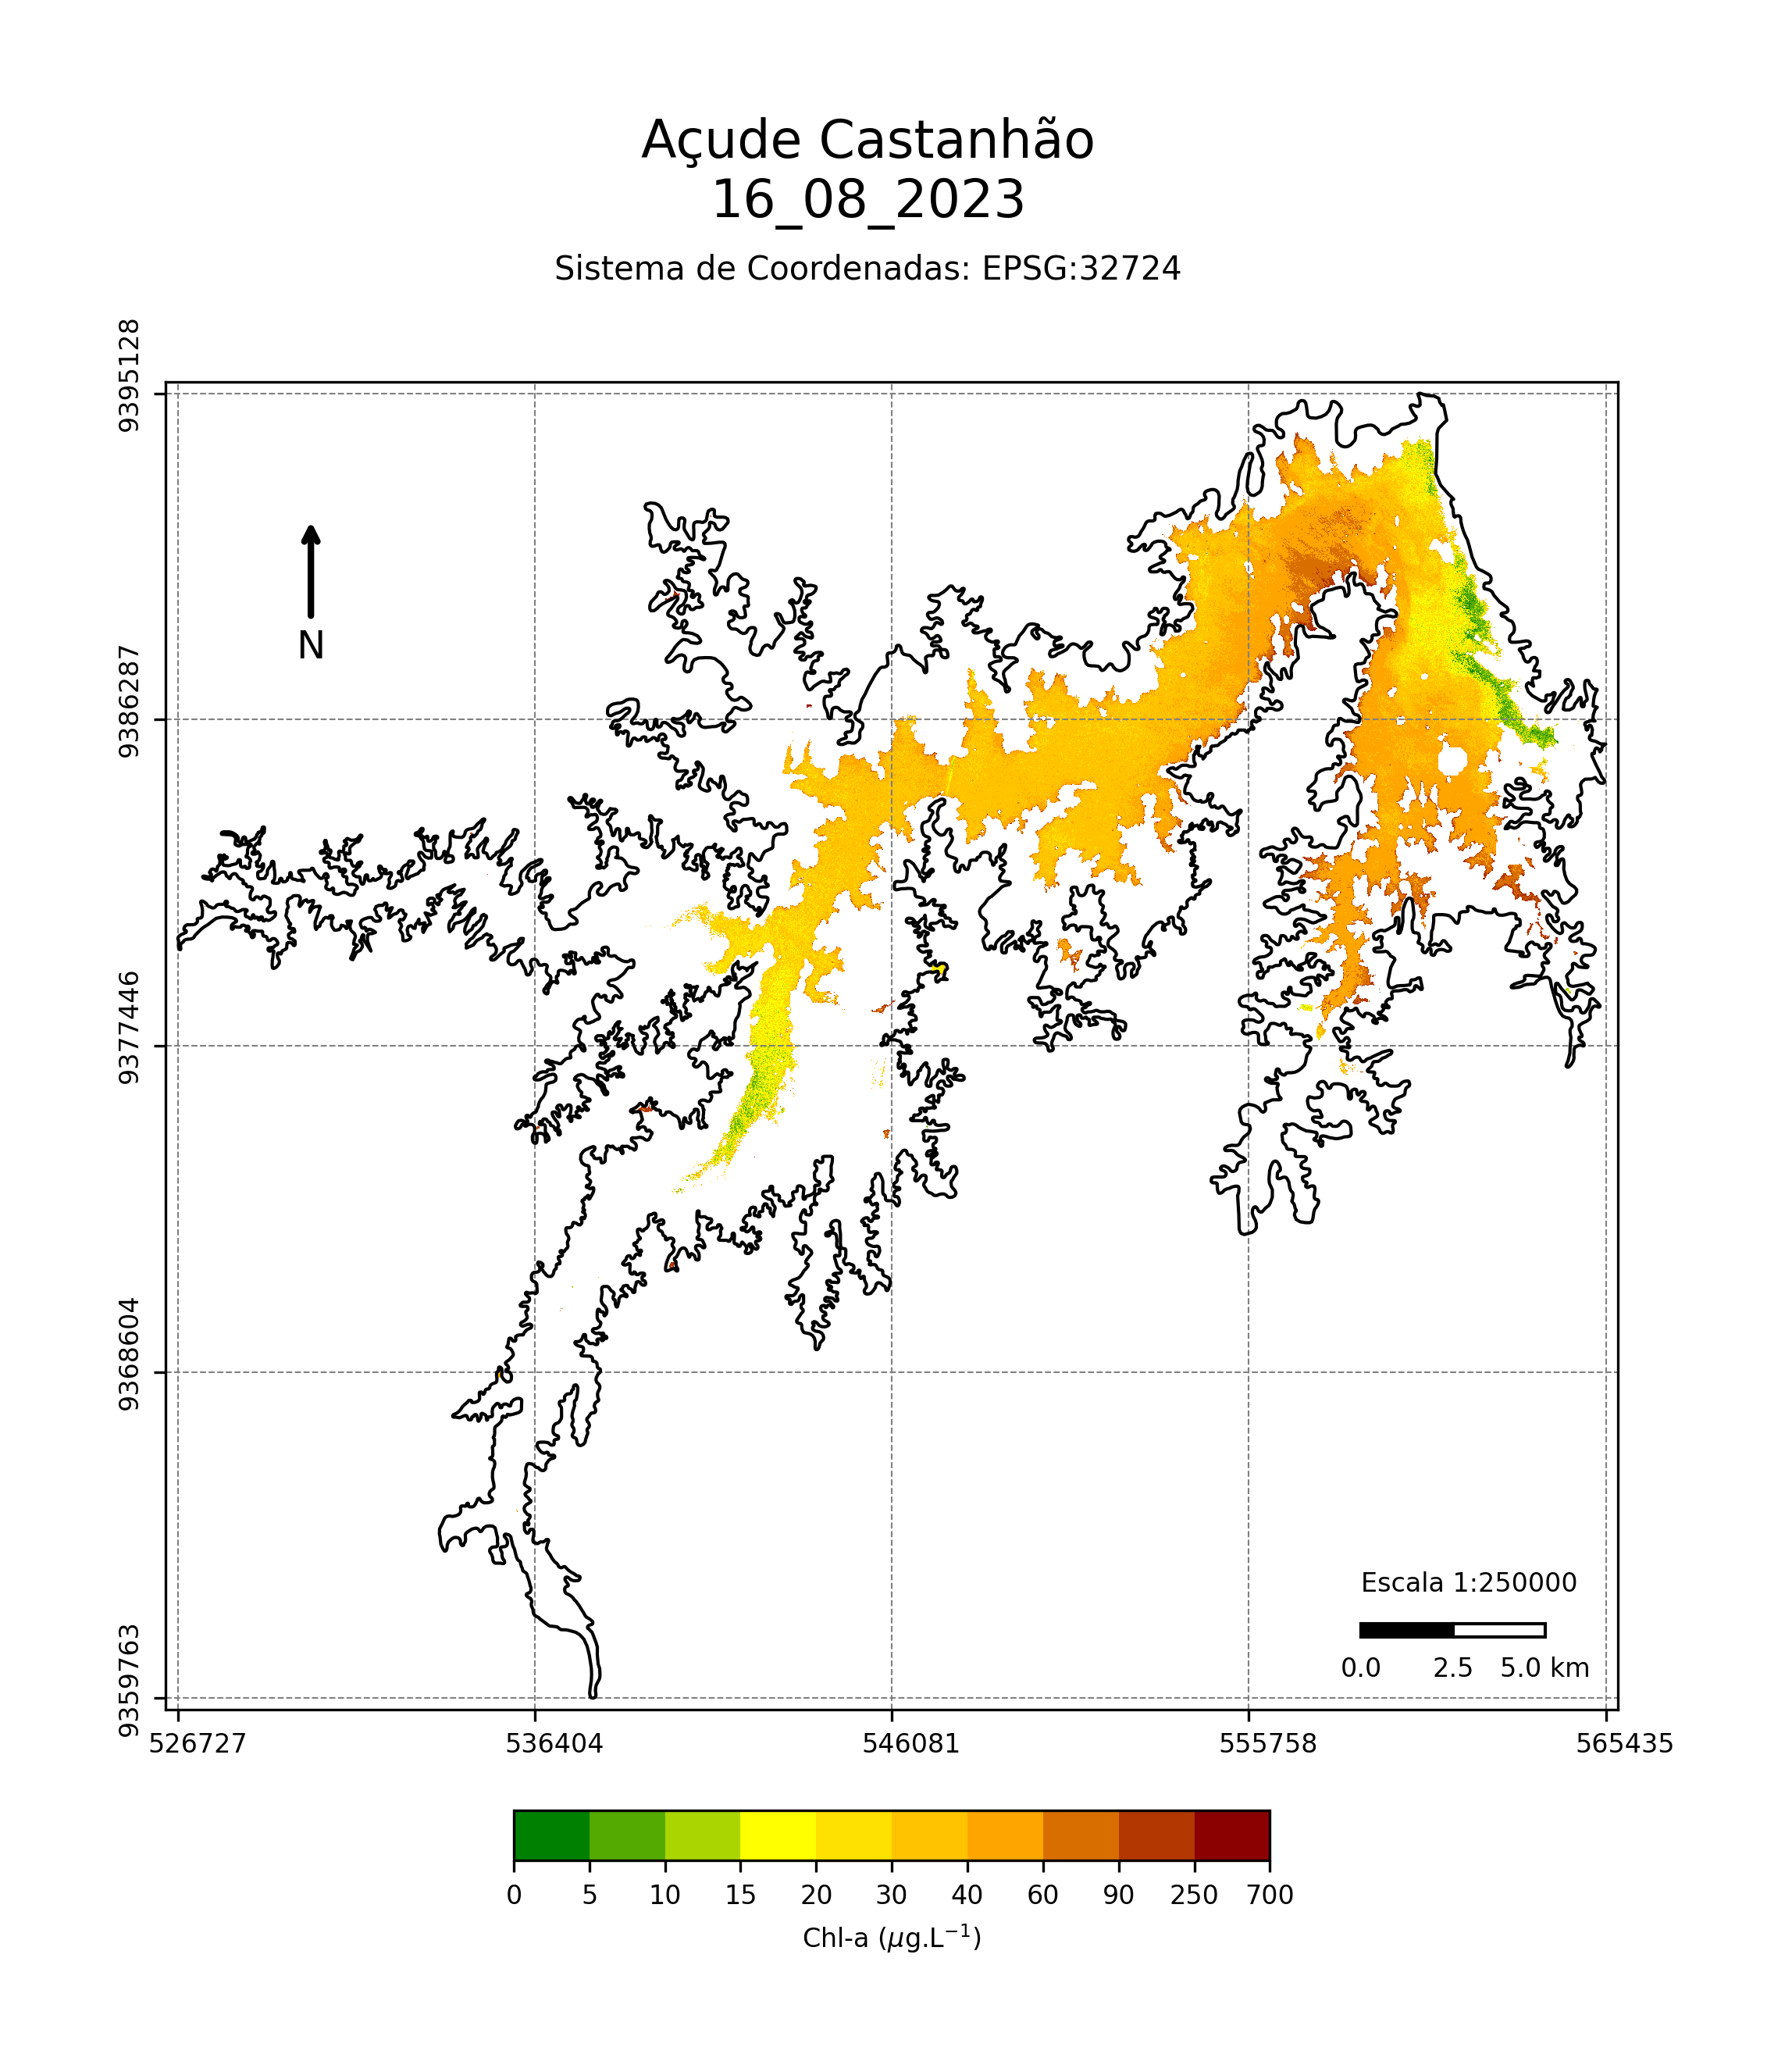 Açude Castanhão
16_08_2023
Sistema de Coordenadas: EPSG:32724
9395128
9386287
9377446
9368604
9359763
N
Escala 1:250000
0.0 2.5 5.0 km
526727 536404 546081 555758 565435
0 5 10 15 20 30 40 60 90 250 700
Chl-a (μg.L⁻¹)